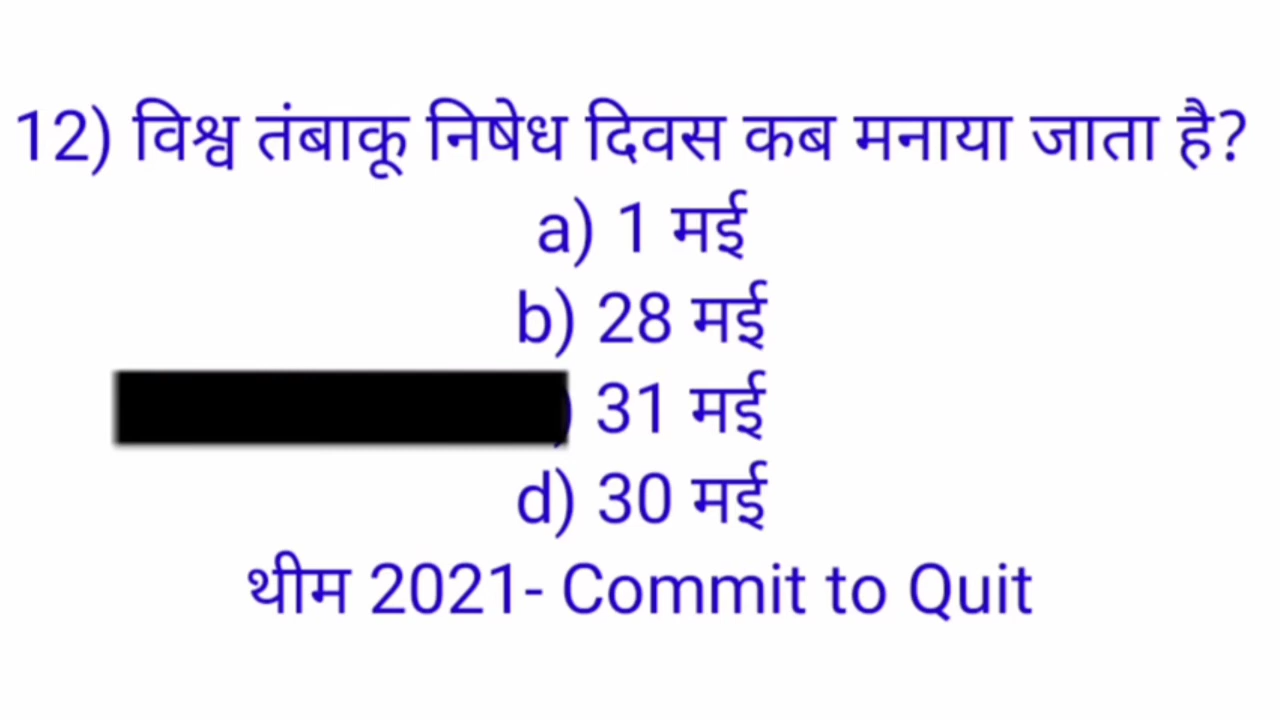 12) विश्व तंबाकू निषेध दिवस कब मनाया जाता है?
a) 1 मई
b) 28 मई
) 31 मई
d) 30 मई
थीम 2021- Commit to Quit